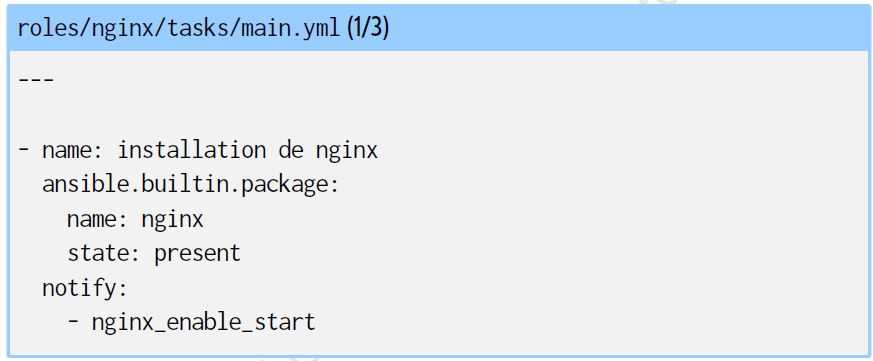 roles/nginx/tasks/main.yml (1/3)
---
- name: installation de nginx
  ansible.builtin.package:
    name: nginx
    state: present
  notify:
    - nginx_enable_start